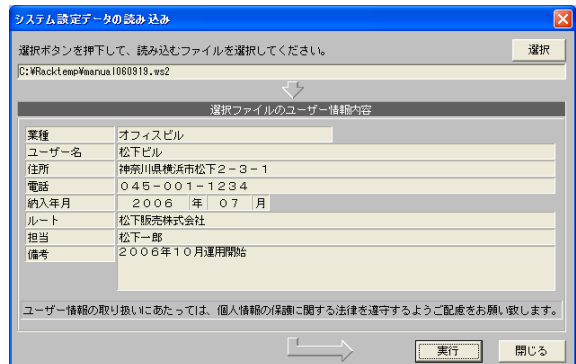 システム設定データの読み込み
選択ボタンを押下して、読み込むファイルを選択してください。
選択
C:¥Racktemp¥manual060919.ws2
選択ファイルのユーザー情報内容
業種 オフィスビル
ユーザー名 松下ビル
住所 神奈川県横浜市松下2-3-1
電話 045-001-1234
納入年月 2006 年 07 月
ルート 松下販売株式会社
担当 松下一郎
備考 2006年10月運用開始
ユーザー情報の取り扱いにあたっては、個人情報の保護に関する法律を遵守するようご配慮をお願い致します。
実行 閉じる